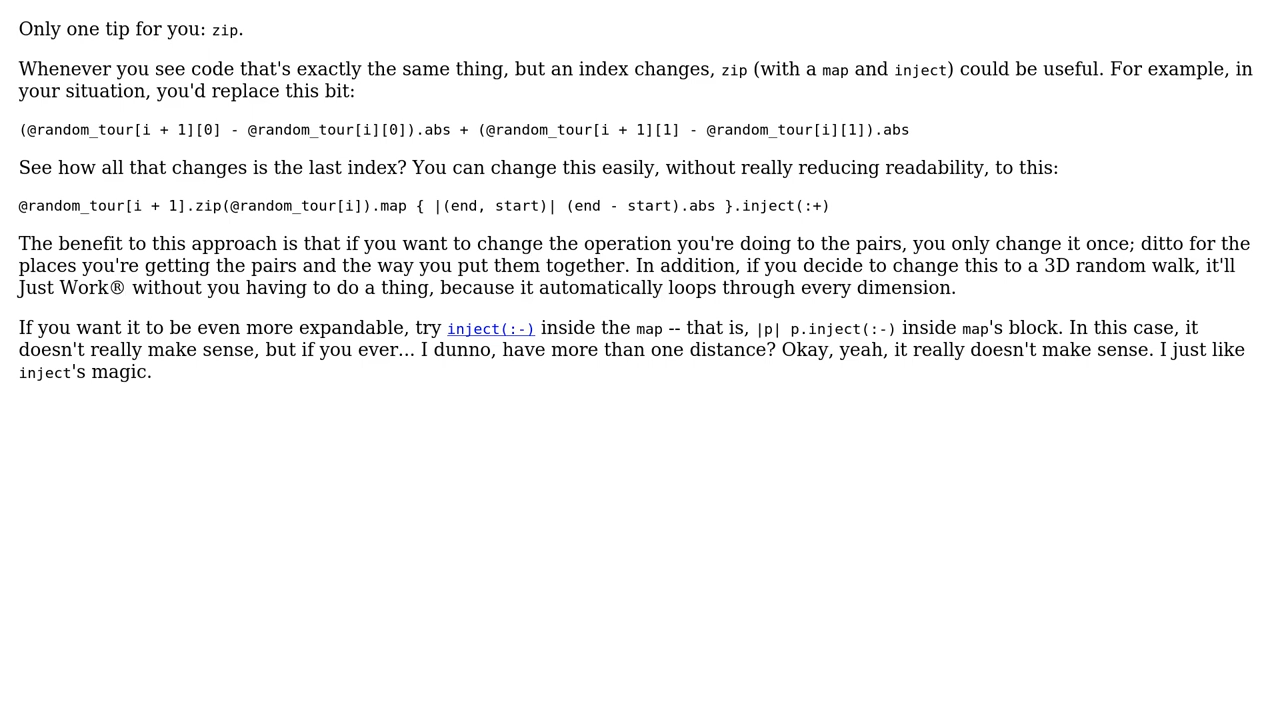 Only one tip for you: zip.
Whenever you see code that's exactly the same thing, but an index changes, zip (with a map and inject) could be useful. For example, in
your situation, you'd replace this bit:
(@random_tour[i + 1][0] - @random_tour[i][0]).abs + (@random_tour[i + 1][1] - @random_tour[i][1]).abs
See how all that changes is the last index? You can change this easily, without really reducing readability, to this:
@random_tour[i + 1].zip(@random_tour[i]).map { |(end, start)| (end - start).abs }.inject(:+)
The benefit to this approach is that if you want to change the operation you're doing to the pairs, you only change it once; ditto for the
places you're getting the pairs and the way you put them together. In addition, if you decide to change this to a 3D random walk, it'll
Just Work® without you having to do a thing, because it automatically loops through every dimension.
If you want it to be even more expandable, try inject(:-) inside the map -- that is, |p| p.inject(:-) inside map's block. In this case, it
doesn't really make sense, but if you ever... I dunno, have more than one distance? Okay, yeah, it really doesn't make sense. I just like
inject's magic.